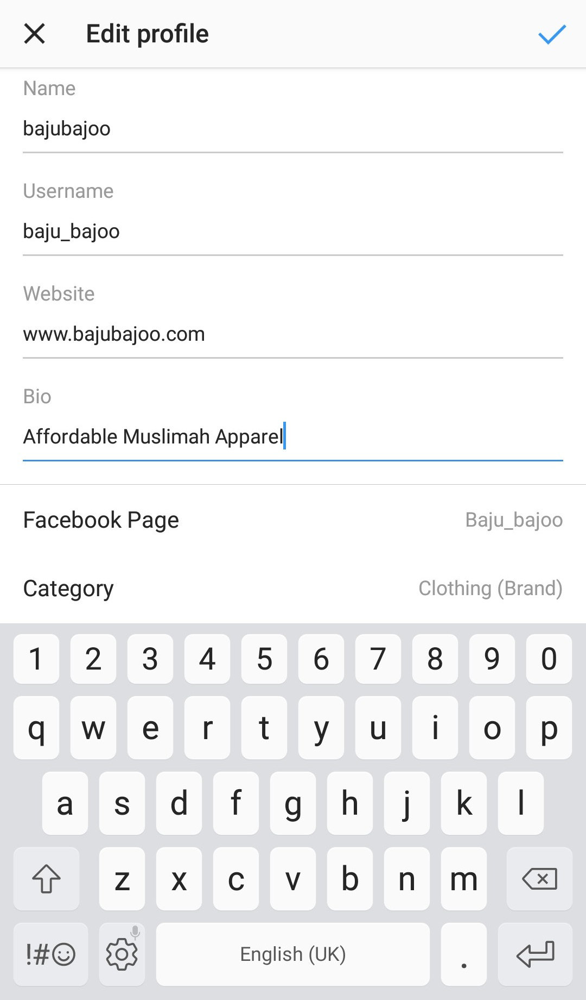 Edit profile
Name
bajubajoo
Username
baju_bajoo
Website
www.bajubajoo.com
Bio
Affordable Muslimah Apparel
Facebook Page Baju_bajoo
Category Clothing (Brand)
1 2 3 4 5 6 7 8 9 0
q w e r t y u i o p
a s d f g h j k l
z x c v b n m
!# English (UK) .